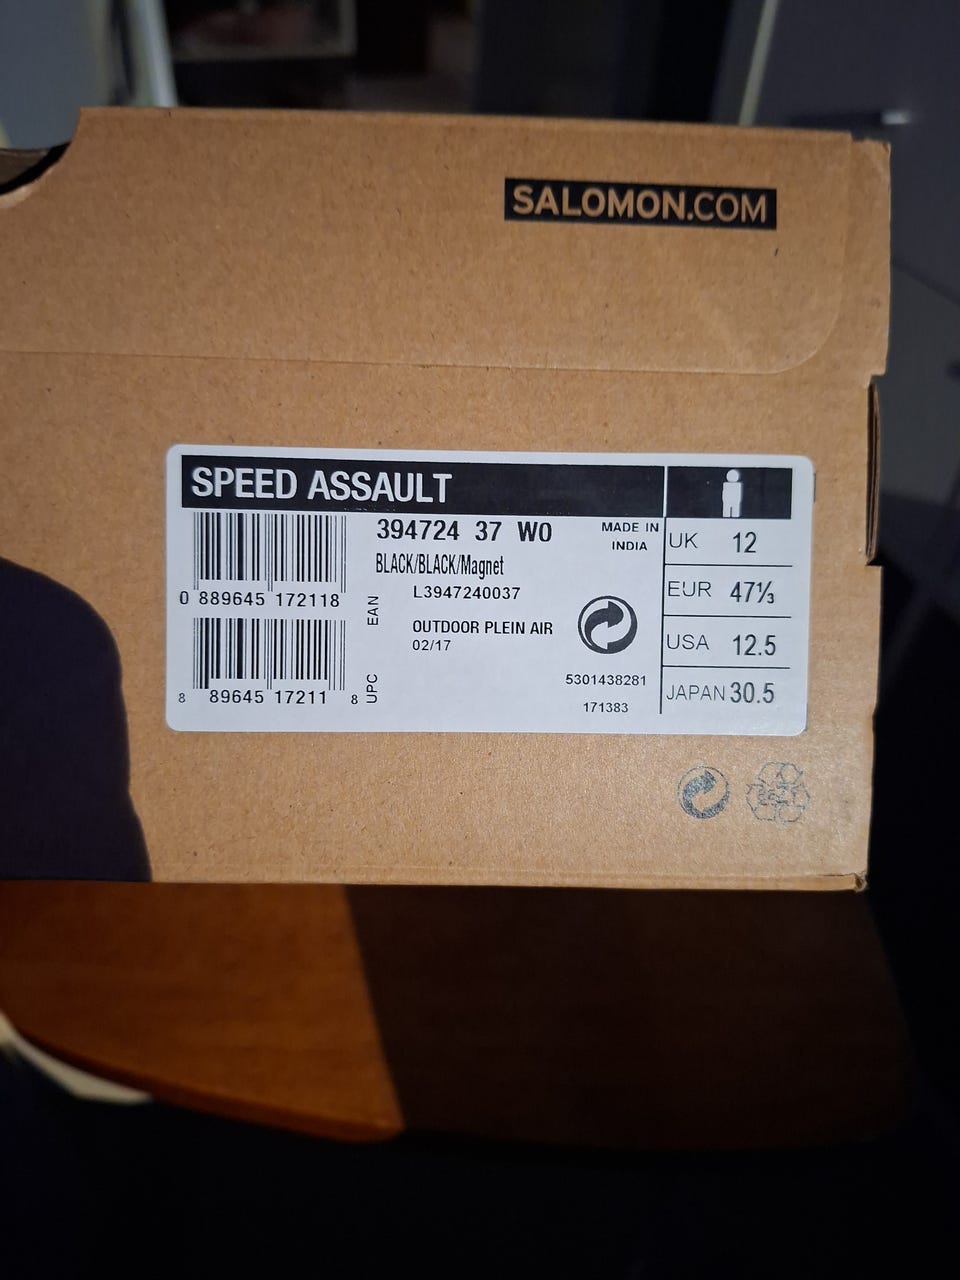 SALOMON.COM
SPEED ASSAULT
394724 37 W0
MADE IN
INDIA
BLACK/BLACK/Magnet
L3947240037
0 889645 172118
EAN
OUTDOOR PLEIN AIR
02/17
8 89645 17211 8
UPC
5301438281
171383
UK 12
EUR 47⅓
USA 12.5
JAPAN 30.5